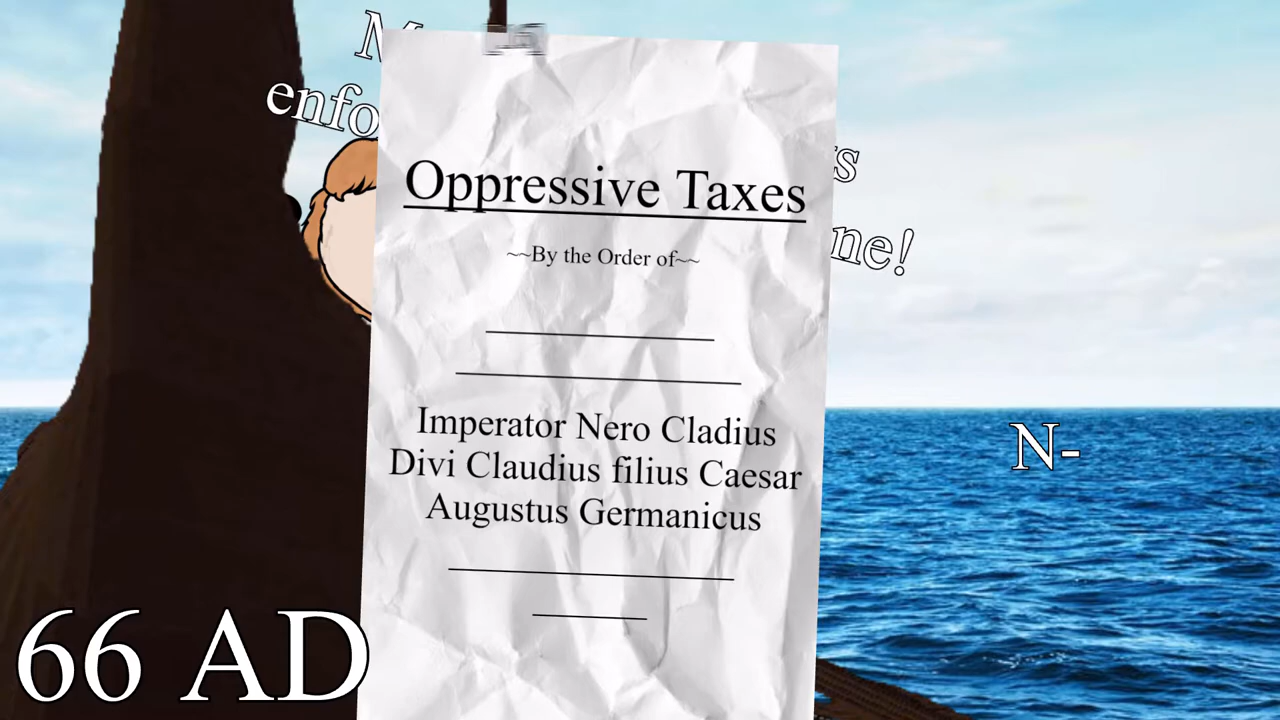 Oppressive Taxes
~~By the Order of~~
Imperator Nero Cladius
Divi Claudius filius Caesar
Augustus Germanicus
N-
66 AD